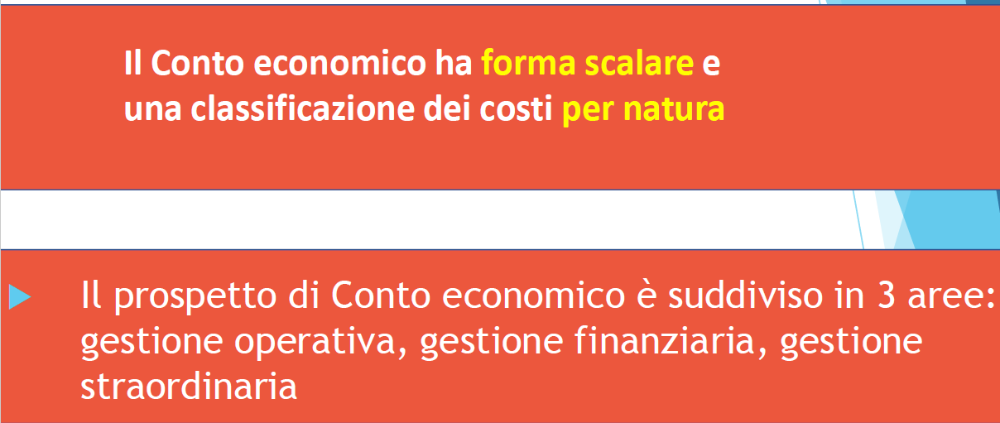 Il Conto economico ha forma scalare e
una classificazione dei costi per natura
Il prospetto di Conto economico è suddiviso in 3 aree:
gestione operativa, gestione finanziaria, gestione
straordinaria